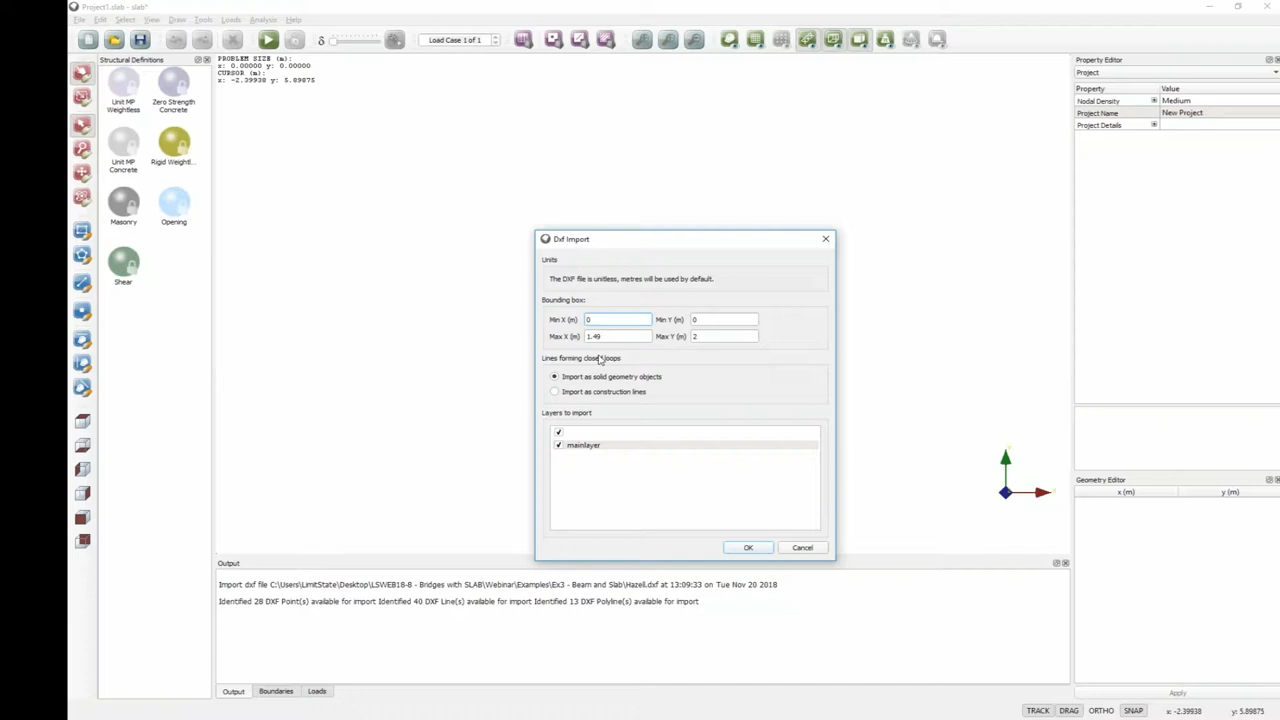 Project1.slab - slab*
File Edit Select View Draw Tools Loads Analysis Help
δ Load Case 1 of 1
Structural Definitions
Unit MP Weightless
Zero Strength Concrete
Unit MP Concrete
Rigid Weightl...
Masonry
Opening
Shear
PROBLEM SIZE (m):
x: 0.00000 y: 0.00000
CURSOR (m):
x: -2.39938 y: 5.89875
Dxf Import
Units
The DXF file is unitless, metres will be used by default.
Bounding box:
Min X (m) 0 Min Y (m) 0
Max X (m) 1.49 Max Y (m) 2
Lines forming closed loops
Import as solid geometry objects
Import as construction lines
Layers to import
mainlayer
OK Cancel
Property Editor
Project
Property Value
Nodal Density Medium
Project Name New Project
Project Details
Geometry Editor
x (m) y (m)
Apply
Output
Import dxf file C:\Users\LimitState\Desktop\LSWEB18-8 - Bridges with SLAB\Webinar\Examples\Ex3 - Beam and Slab\Hazell.dxf at 13:09:33 on Tue Nov 20 2018
Identified 28 DXF Point(s) available for import Identified 40 DXF Line(s) available for import Identified 13 DXF Polyline(s) available for import
Output Boundaries Loads
TRACK DRAG ORTHO SNAP x: -2.39938 y: 5.89875